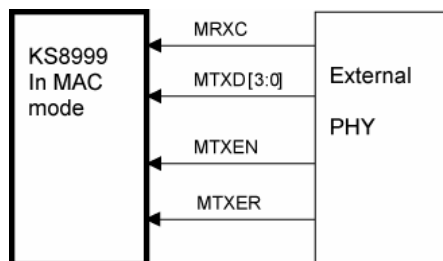 KS8999
In MAC
mode
MRXC
MTXD[3:0]
MTXEN
MTXER
External
PHY